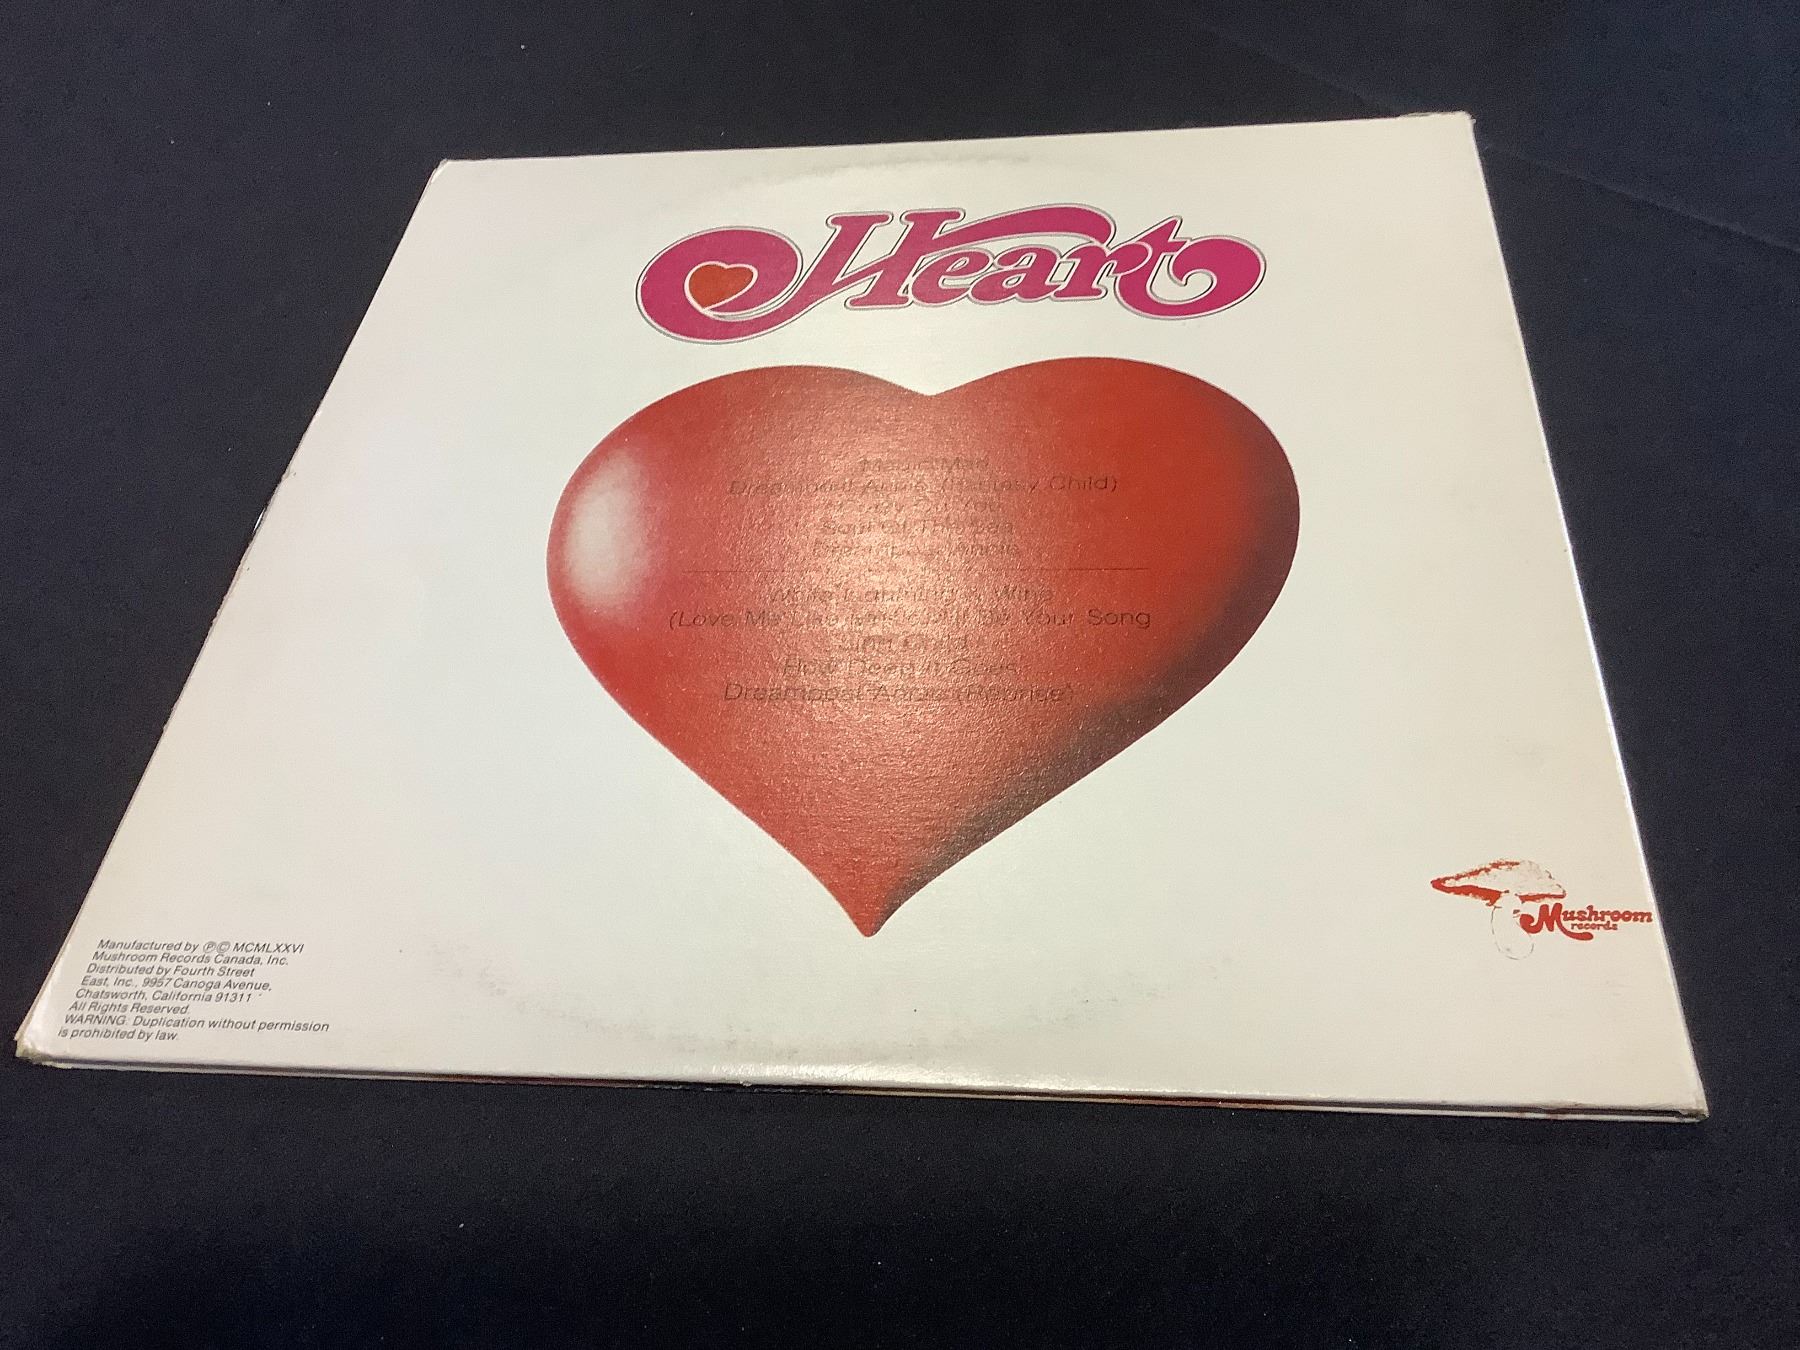 Heart
Magic Man
Dreamboat Annie (Fantasy Child)
Crazy On You
Soul Of The Sea
Dreamboat Annie
White Lightning & Wine
(Love Me Like Music) I'll Be Your Song
Sing Child
How Deep It Goes
Dreamboat Annie (Reprise)
Manufactured by ℗© MCMLXXVI
Mushroom Records Canada, Inc.
Distributed by Fourth Street
East, Inc., 9957 Canoga Avenue,
Chatsworth, California 91311
All Rights Reserved.
WARNING: Duplication without permission
is prohibited by law.
Mushroom
records